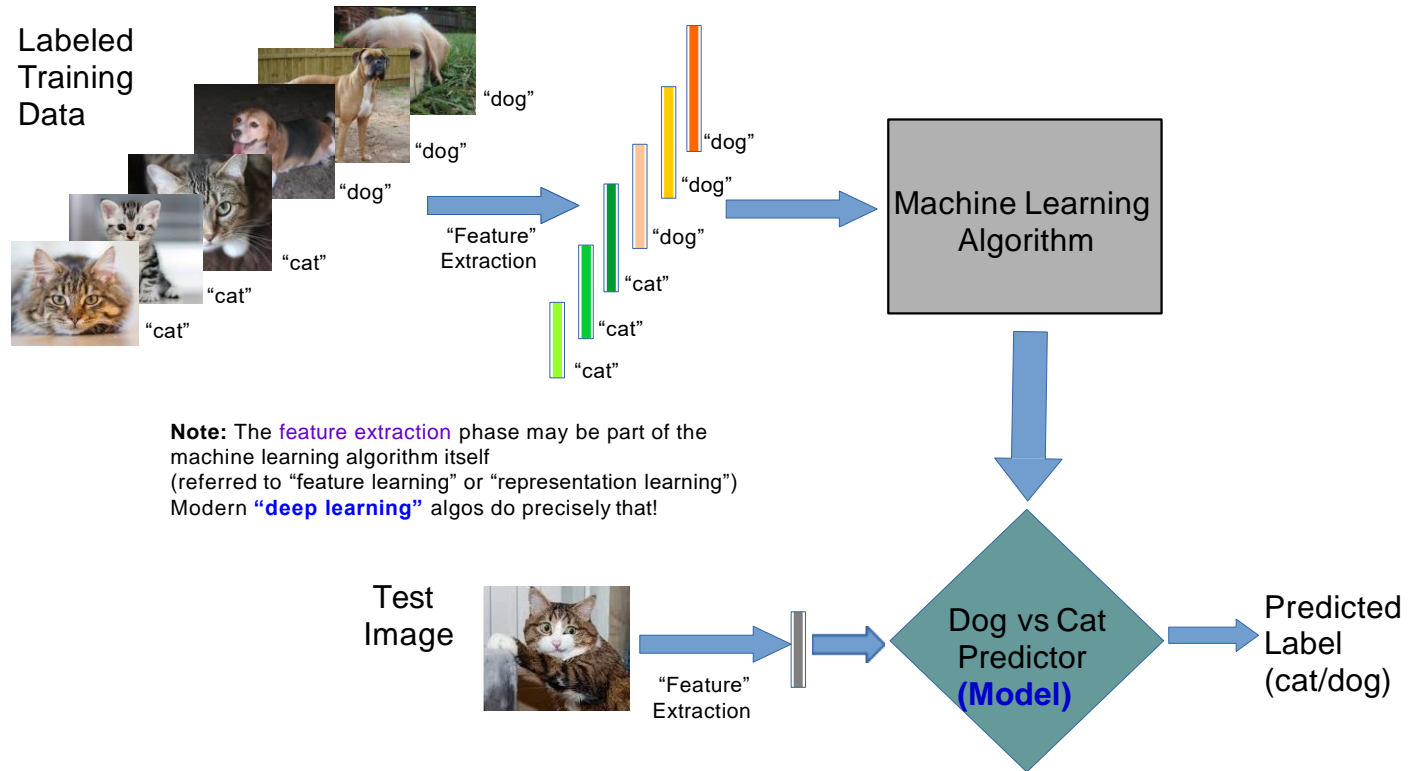 Labeled
Training
Data
“dog”
“dog”
“dog”
“cat”
“cat”
“cat”
“Feature”
Extraction
“dog”
“dog”
“dog”
“cat”
“cat”
“cat”
Machine Learning
Algorithm
Note: The feature extraction phase may be part of the
machine learning algorithm itself
(referred to “feature learning” or “representation learning”)
Modern “deep learning” algos do precisely that!
Test
Image
“Feature”
Extraction
Dog vs Cat
Predictor
(Model)
Predicted
Label
(cat/dog)